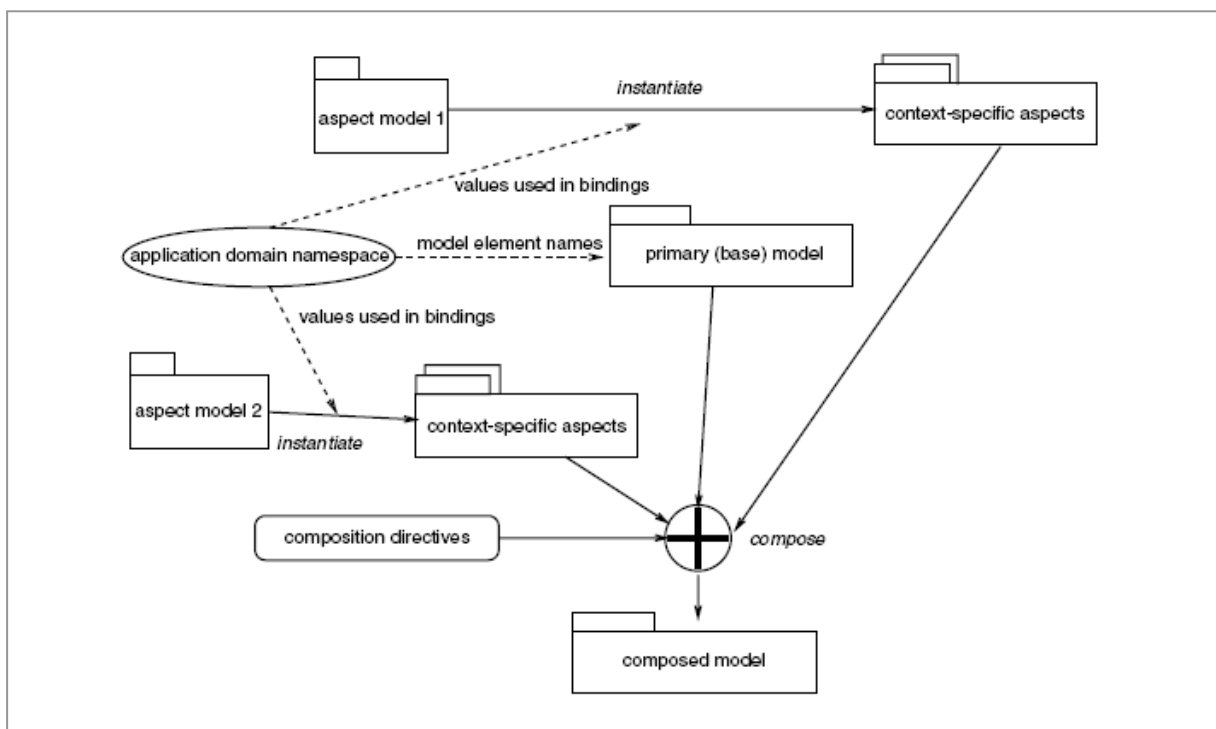 instantiate
aspect model 1
context-specific aspects
values used in bindings
application domain namespace
model element names
primary (base) model
values used in bindings
aspect model 2
instantiate
context-specific aspects
composition directives
compose
composed model